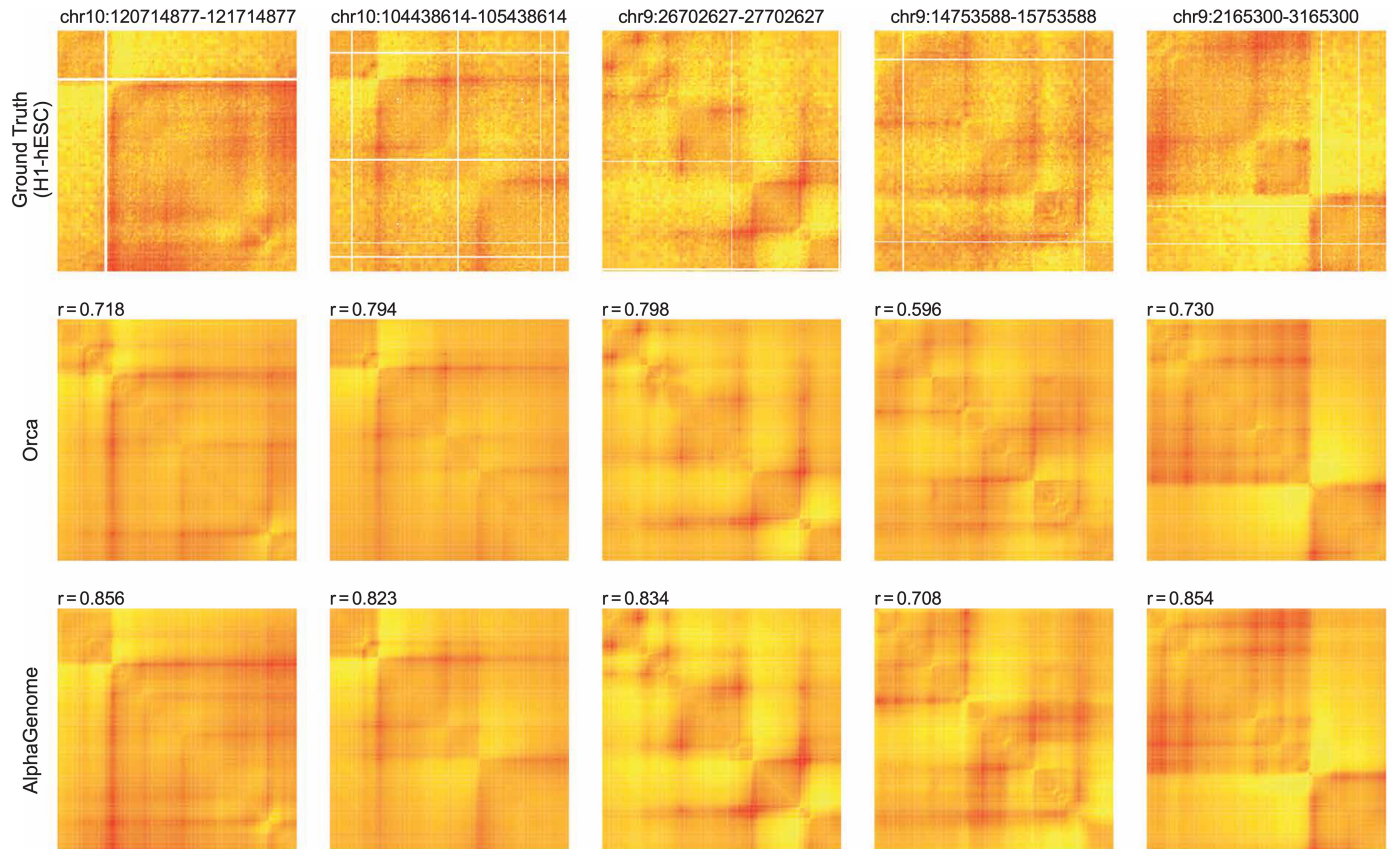 chr10:120714877-121714877 chr10:104438614-105438614 chr9:26702627-27702627 chr9:14753588-15753588 chr9:2165300-3165300
Ground Truth
(H1-hESC)
r=0.718 r=0.794 r=0.798 r=0.596 r=0.730
Orca
r=0.856 r=0.823 r=0.834 r=0.708 r=0.854
AlphaGenome